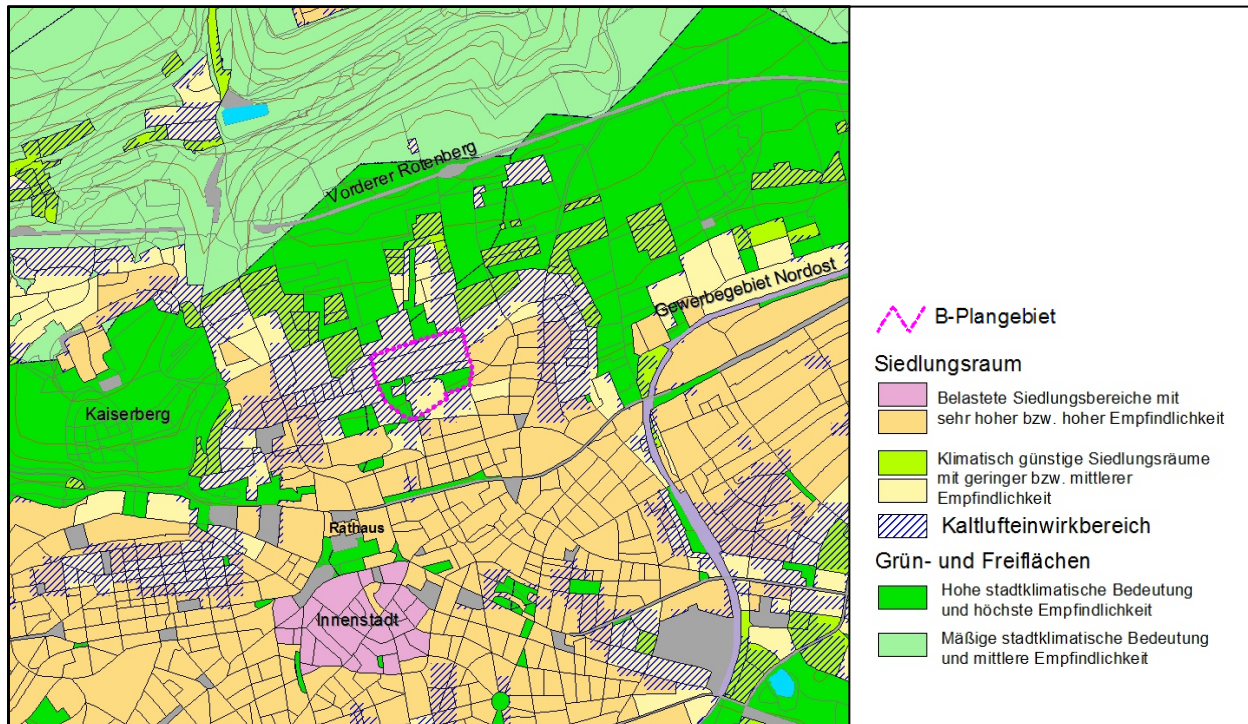 Vorderer Rotenberg
Gewerbegebiet Nordost
Kaiserberg
Rathaus
Innenstadt
B-Plangebiet
Siedlungsraum
Belastete Siedlungsbereiche mit
sehr hoher bzw. hoher Empfindlichkeit
Klimatisch günstige Siedlungsräume
mit geringer bzw. mittlerer
Empfindlichkeit
Kaltlufteinwirkbereich
Grün- und Freiflächen
Hohe stadtklimatische Bedeutung
und höchste Empfindlichkeit
Mäßige stadtklimatische Bedeutung
und mittlere Empfindlichkeit